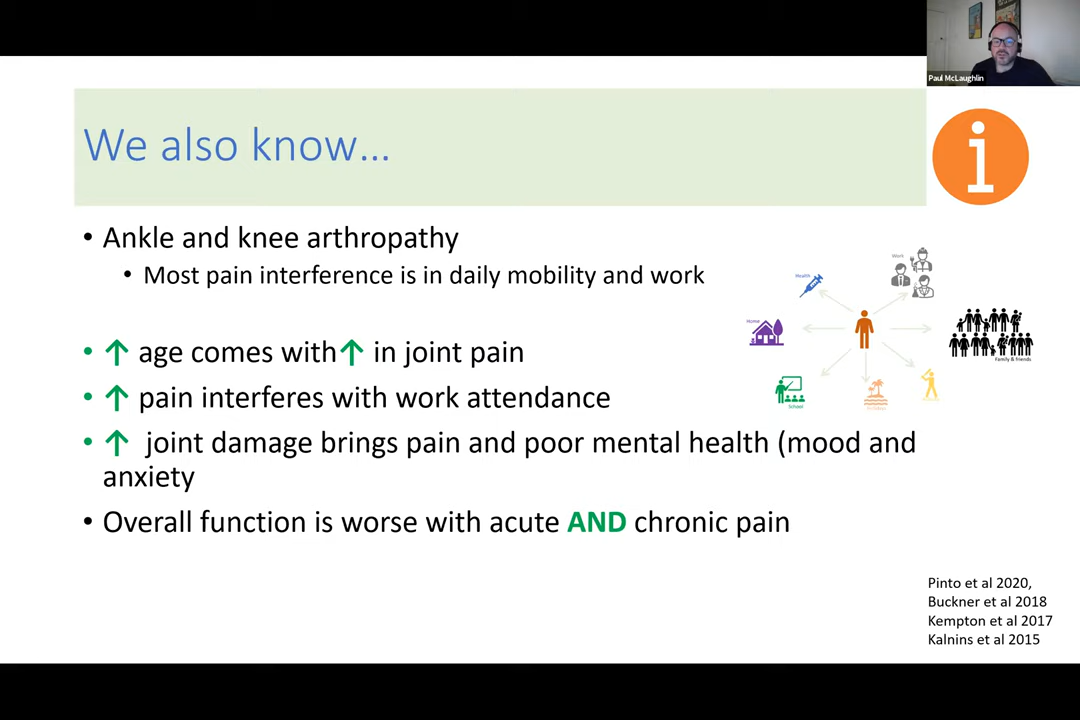 Paul McLaughlin
We also know...
i
• Ankle and knee arthropathy
• Most pain interference is in daily mobility and work
• ↑ age comes with↑ in joint pain
• ↑ pain interferes with work attendance
• ↑ joint damage brings pain and poor mental health (mood and
anxiety
• Overall function is worse with acute AND chronic pain
Health
Work
Home
Family & friends
School
Pinto et al 2020,
Buckner et al 2018
Kempton et al 2017
Kalnins et al 2015